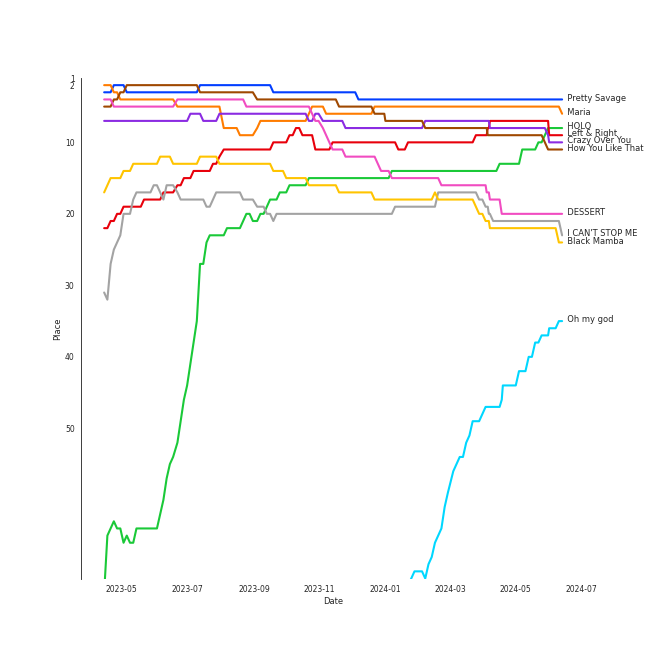 1
2
10
20
30
40
50
Place
Pretty Savage
Maria
HOLO
Left & Right
Crazy Over You
How You Like That
DESSERT
I CAN'T STOP ME
Black Mamba
Oh my god
2023-05
2023-07
2023-09
2023-11
2024-01
2024-03
2024-05
2024-07
Date